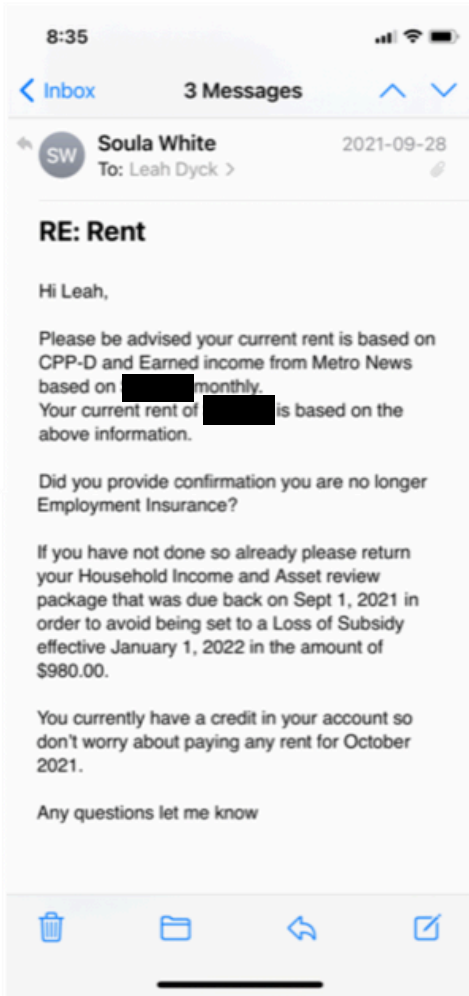 8:35
Inbox
3 Messages
SW
Soula White
2021-09-28
To: Leah Dyck >
RE: Rent
Hi Leah,
Please be advised your current rent is based on
CPP-D and Earned income from Metro News
based on monthly.
Your current rent of is based on the
above information.
Did you provide confirmation you are no longer
Employment Insurance?
If you have not done so already please return
your Household Income and Asset review
package that was due back on Sept 1, 2021 in
order to avoid being set to a Loss of Subsidy
effective January 1, 2022 in the amount of
$980.00.
You currently have a credit in your account so
don't worry about paying any rent for October
2021.
Any questions let me know